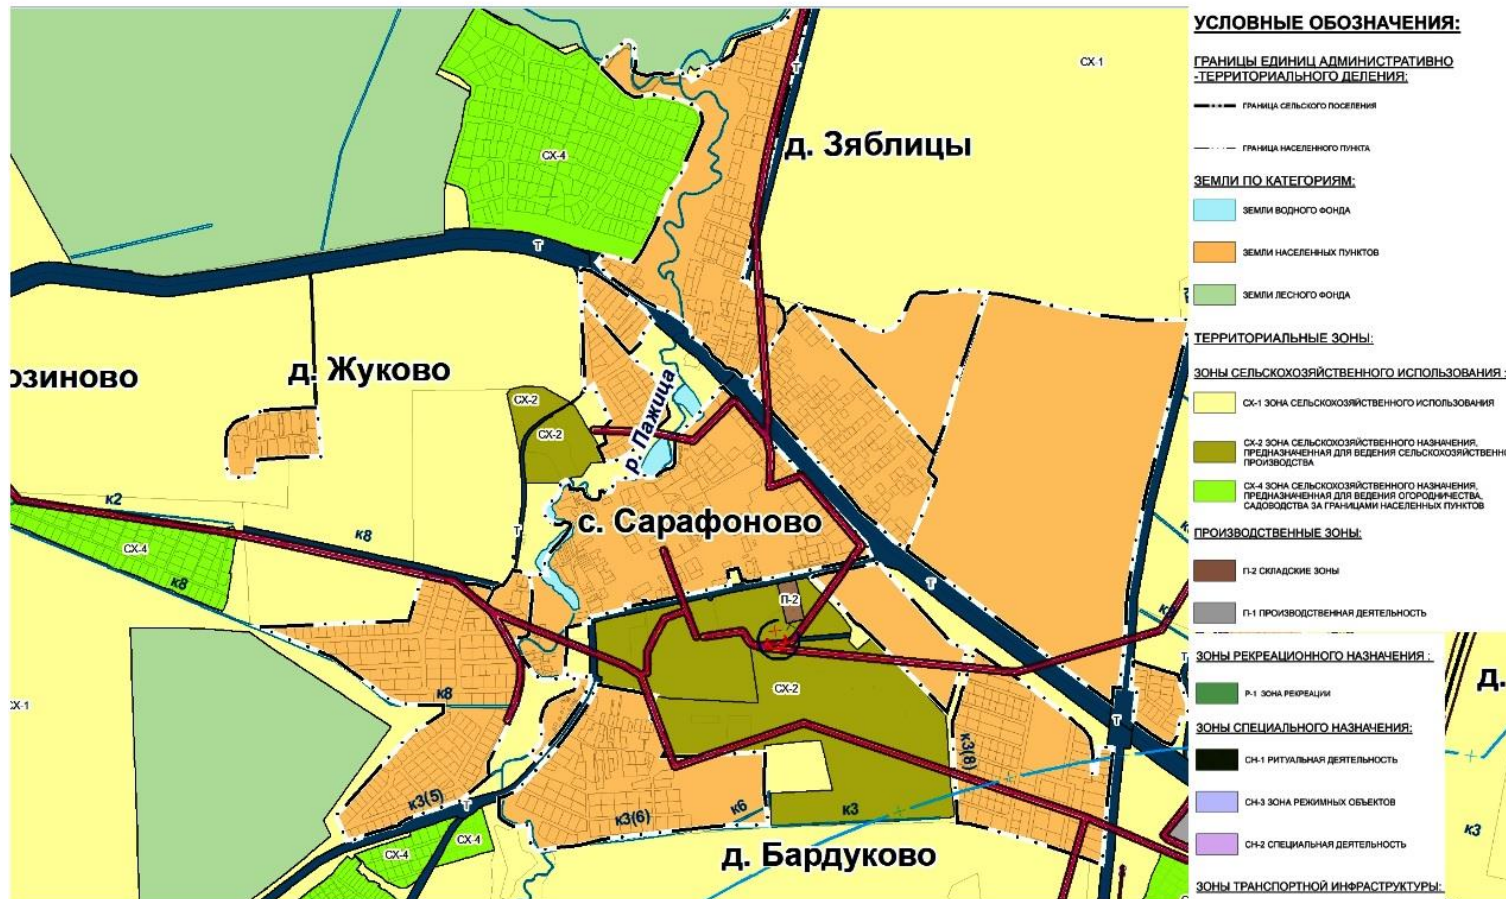 СХ-1
Т
д. Зяблицы
СХ-4
Т
озиново
д. Жуково
р. Пажица
СХ-2
СХ-2
к2
к8
Т
с. Сарафоново
СХ-4
к8
Т
П-2
к8
СХ-2
СХ-1
Т
к3(8)
к3(5)
Т
к3(6)
к6
к3
СХ-4
СХ-4
д. Бардуково
УСЛОВНЫЕ ОБОЗНАЧЕНИЯ:
ГРАНИЦЫ ЕДИНИЦ АДМИНИСТРАТИВНО
-ТЕРРИТОРИАЛЬНОГО ДЕЛЕНИЯ:
ГРАНИЦА СЕЛЬСКОГО ПОСЕЛЕНИЯ
ГРАНИЦА НАСЕЛЕННОГО ПУНКТА
ЗЕМЛИ ПО КАТЕГОРИЯМ:
ЗЕМЛИ ВОДНОГО ФОНДА
ЗЕМЛИ НАСЕЛЕННЫХ ПУНКТОВ
ЗЕМЛИ ЛЕСНОГО ФОНДА
ТЕРРИТОРИАЛЬНЫЕ ЗОНЫ:
ЗОНЫ СЕЛЬСКОХОЗЯЙСТВЕННОГО ИСПОЛЬЗОВАНИЯ :
СХ-1 ЗОНА СЕЛЬСКОХОЗЯЙСТВЕННОГО ИСПОЛЬЗОВАНИЯ
СХ-2 ЗОНА СЕЛЬСКОХОЗЯЙСТВЕННОГО НАЗНАЧЕНИЯ,
ПРЕДНАЗНАЧЕННАЯ ДЛЯ ВЕДЕНИЯ СЕЛЬСКОХОЗЯЙСТВЕННО
ПРОИЗВОДСТВА
СХ-4 ЗОНА СЕЛЬСКОХОЗЯЙСТВЕННОГО НАЗНАЧЕНИЯ,
ПРЕДНАЗНАЧЕННАЯ ДЛЯ ВЕДЕНИЯ ОГОРОДНИЧЕСТВА,
САДОВОДСТВА ЗА ГРАНИЦАМИ НАСЕЛЕННЫХ ПУНКТОВ
ПРОИЗВОДСТВЕННЫЕ ЗОНЫ:
П-2 СКЛАДСКИЕ ЗОНЫ
П-1 ПРОИЗВОДСТВЕННАЯ ДЕЯТЕЛЬНОСТЬ
ЗОНЫ РЕКРЕАЦИОННОГО НАЗНАЧЕНИЯ :
Р-1 ЗОНА РЕКРЕАЦИИ
ЗОНЫ СПЕЦИАЛЬНОГО НАЗНАЧЕНИЯ:
СН-1 РИТУАЛЬНАЯ ДЕЯТЕЛЬНОСТЬ
СН-3 ЗОНА РЕЖИМНЫХ ОБЪЕКТОВ
СН-2 СПЕЦИАЛЬНАЯ ДЕЯТЕЛЬНОСТЬ
ЗОНЫ ТРАНСПОРТНОЙ ИНФРАСТРУКТУРЫ:
д.
к3